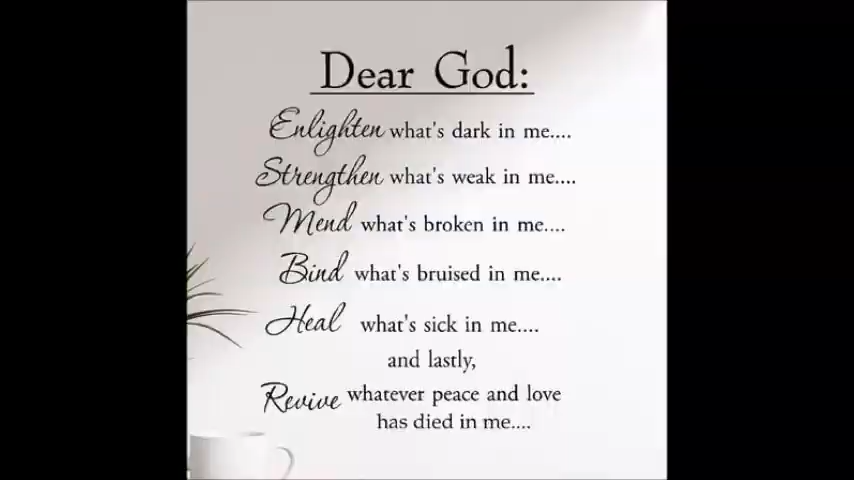 Dear God:
Enlighten what's dark in me....
Strengthen what's weak in me....
Mend what's broken in me....
Bind what's bruised in me....
Heal what's sick in me....
and lastly,
Revive whatever peace and love
has died in me....